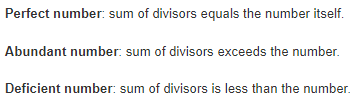 Perfect number: sum of divisors equals the number itself.
Abundant number: sum of divisors exceeds the number.
Deficient number: sum of divisors is less than the number.